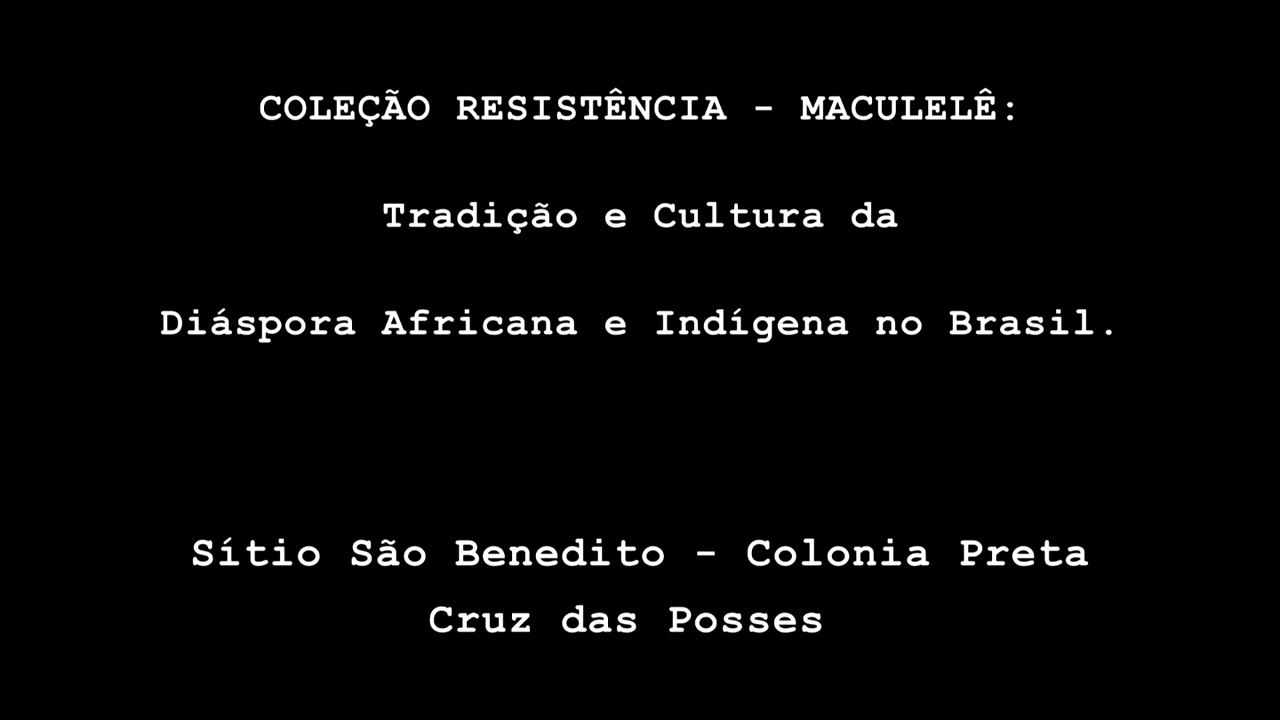 COLEÇÃO RESISTÊNCIA - MACULELÊ:
Tradição e Cultura da
Diáspora Africana e Indígena no Brasil.
Sítio São Benedito - Colonia Preta
Cruz das Posses